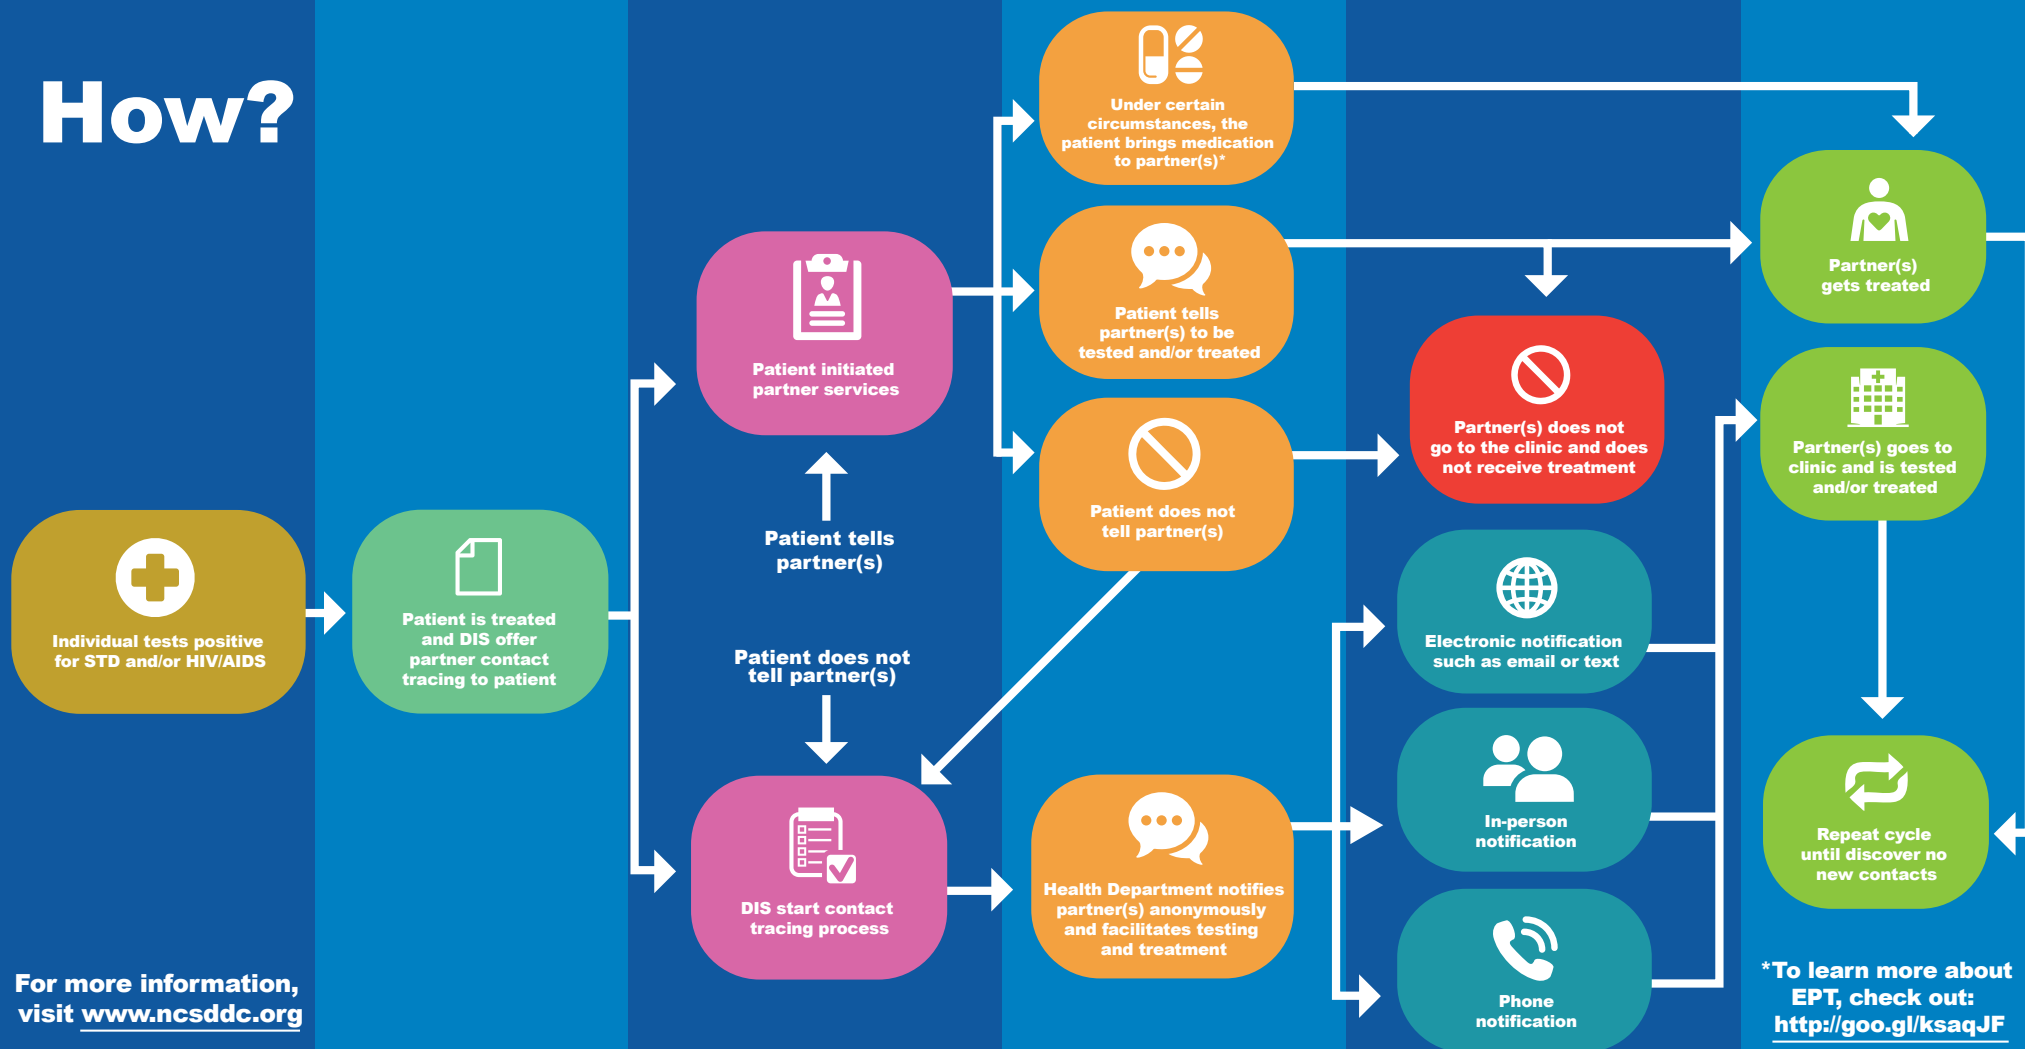 How?
Individual tests positive
for STD and/or HIV/AIDS
Patient is treated
and DIS offer
partner contact
tracing to patient
Patient initiated
partner services
Patient tells
partner(s)
Patient does not
tell partner(s)
DIS start contact
tracing process
Under certain
circumstances, the
patient brings medication
to partner(s)*
Patient tells
partner(s) to be
tested and/or treated
Patient does not
tell partner(s)
Health Department notifies
partner(s) anonymously
and facilitates testing
and treatment
Partner(s) does not
go to the clinic and does
not receive treatment
Electronic notification
such as email or text
In-person
notification
Phone
notification
Partner(s)
gets treated
Partner(s) goes to
clinic and is tested
and/or treated
Repeat cycle
until discover no
new contacts
For more information,
visit www.ncsddc.org
*To learn more about
EPT, check out:
http://goo.gl/ksaqJF